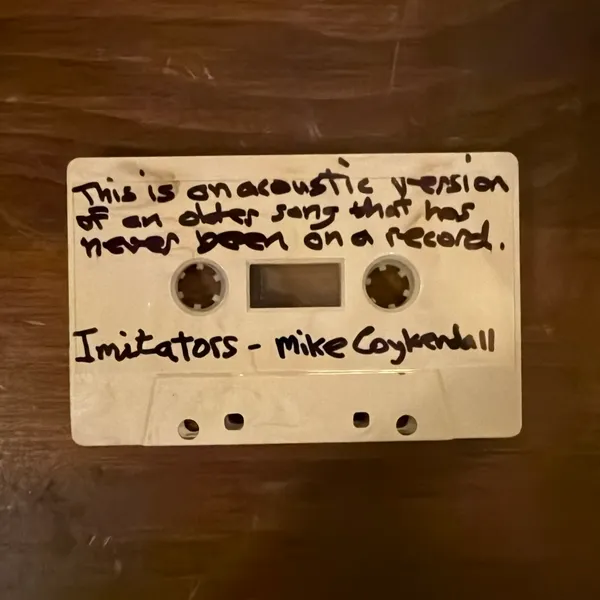 This is an acoustic version
of an older song that has
never been on a record.
Imitators - Mike Coykendall